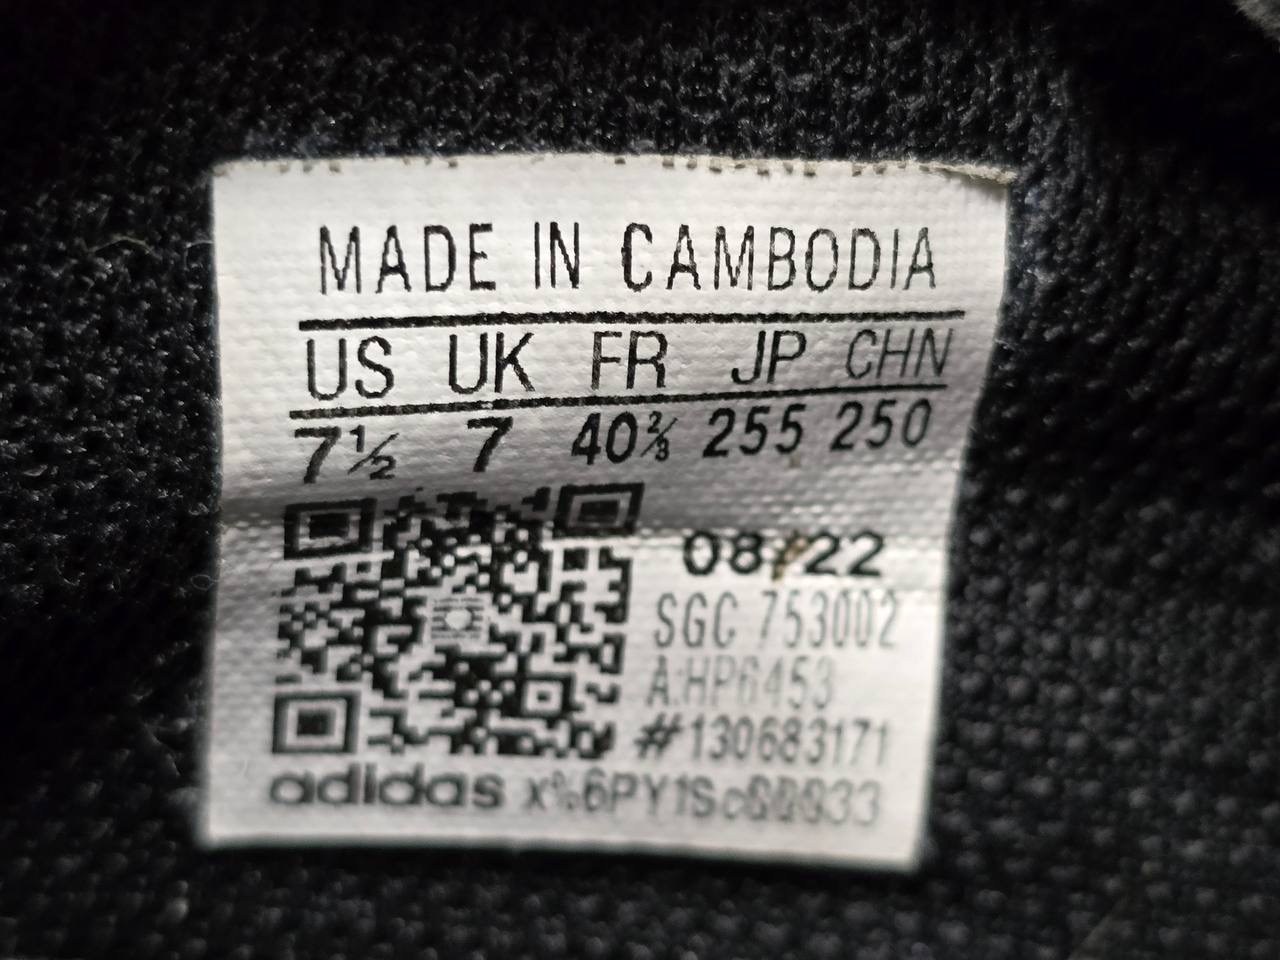 MADE IN CAMBODIA
US UK FR JP CHN
7½ 7 40⅔ 255 250
08/22
SGC 753002
A:HP6453
#130683171
adidas